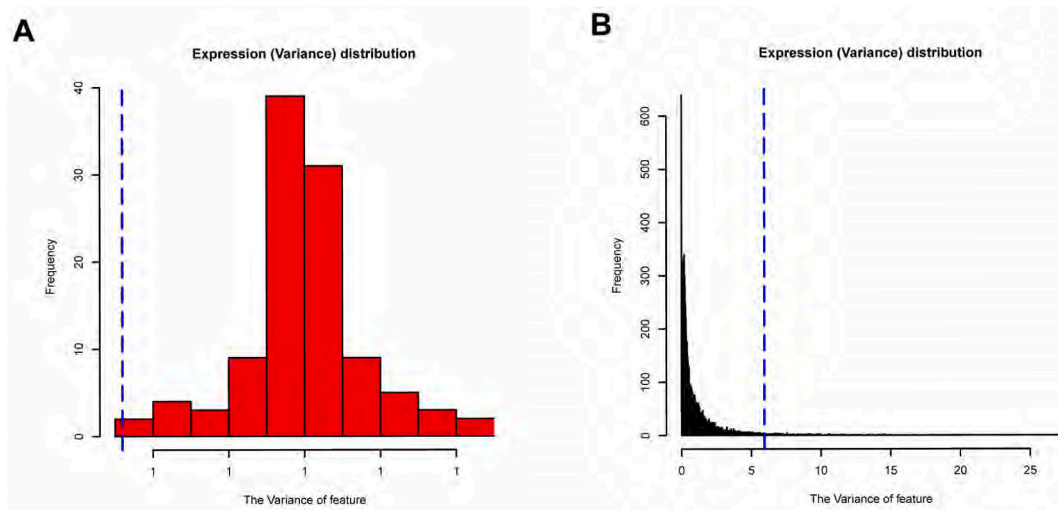 A
Expression (Variance) distribution
40
30
20
10
0
Frequency
1 1 1 1 1
The Variance of feature
B
Expression (Variance) distribution
600
500
400
300
200
100
0
Frequency
0 5 10 15 20 25
The Variance of feature